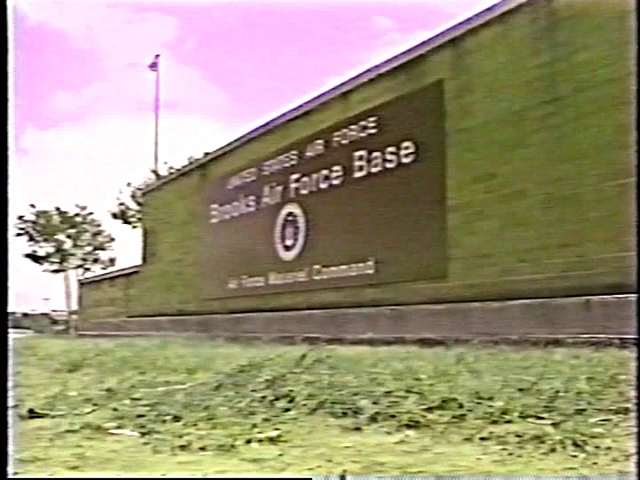 UNITED STATES AIR FORCE
Brooks Air Force Base
Air Force Materiel Command